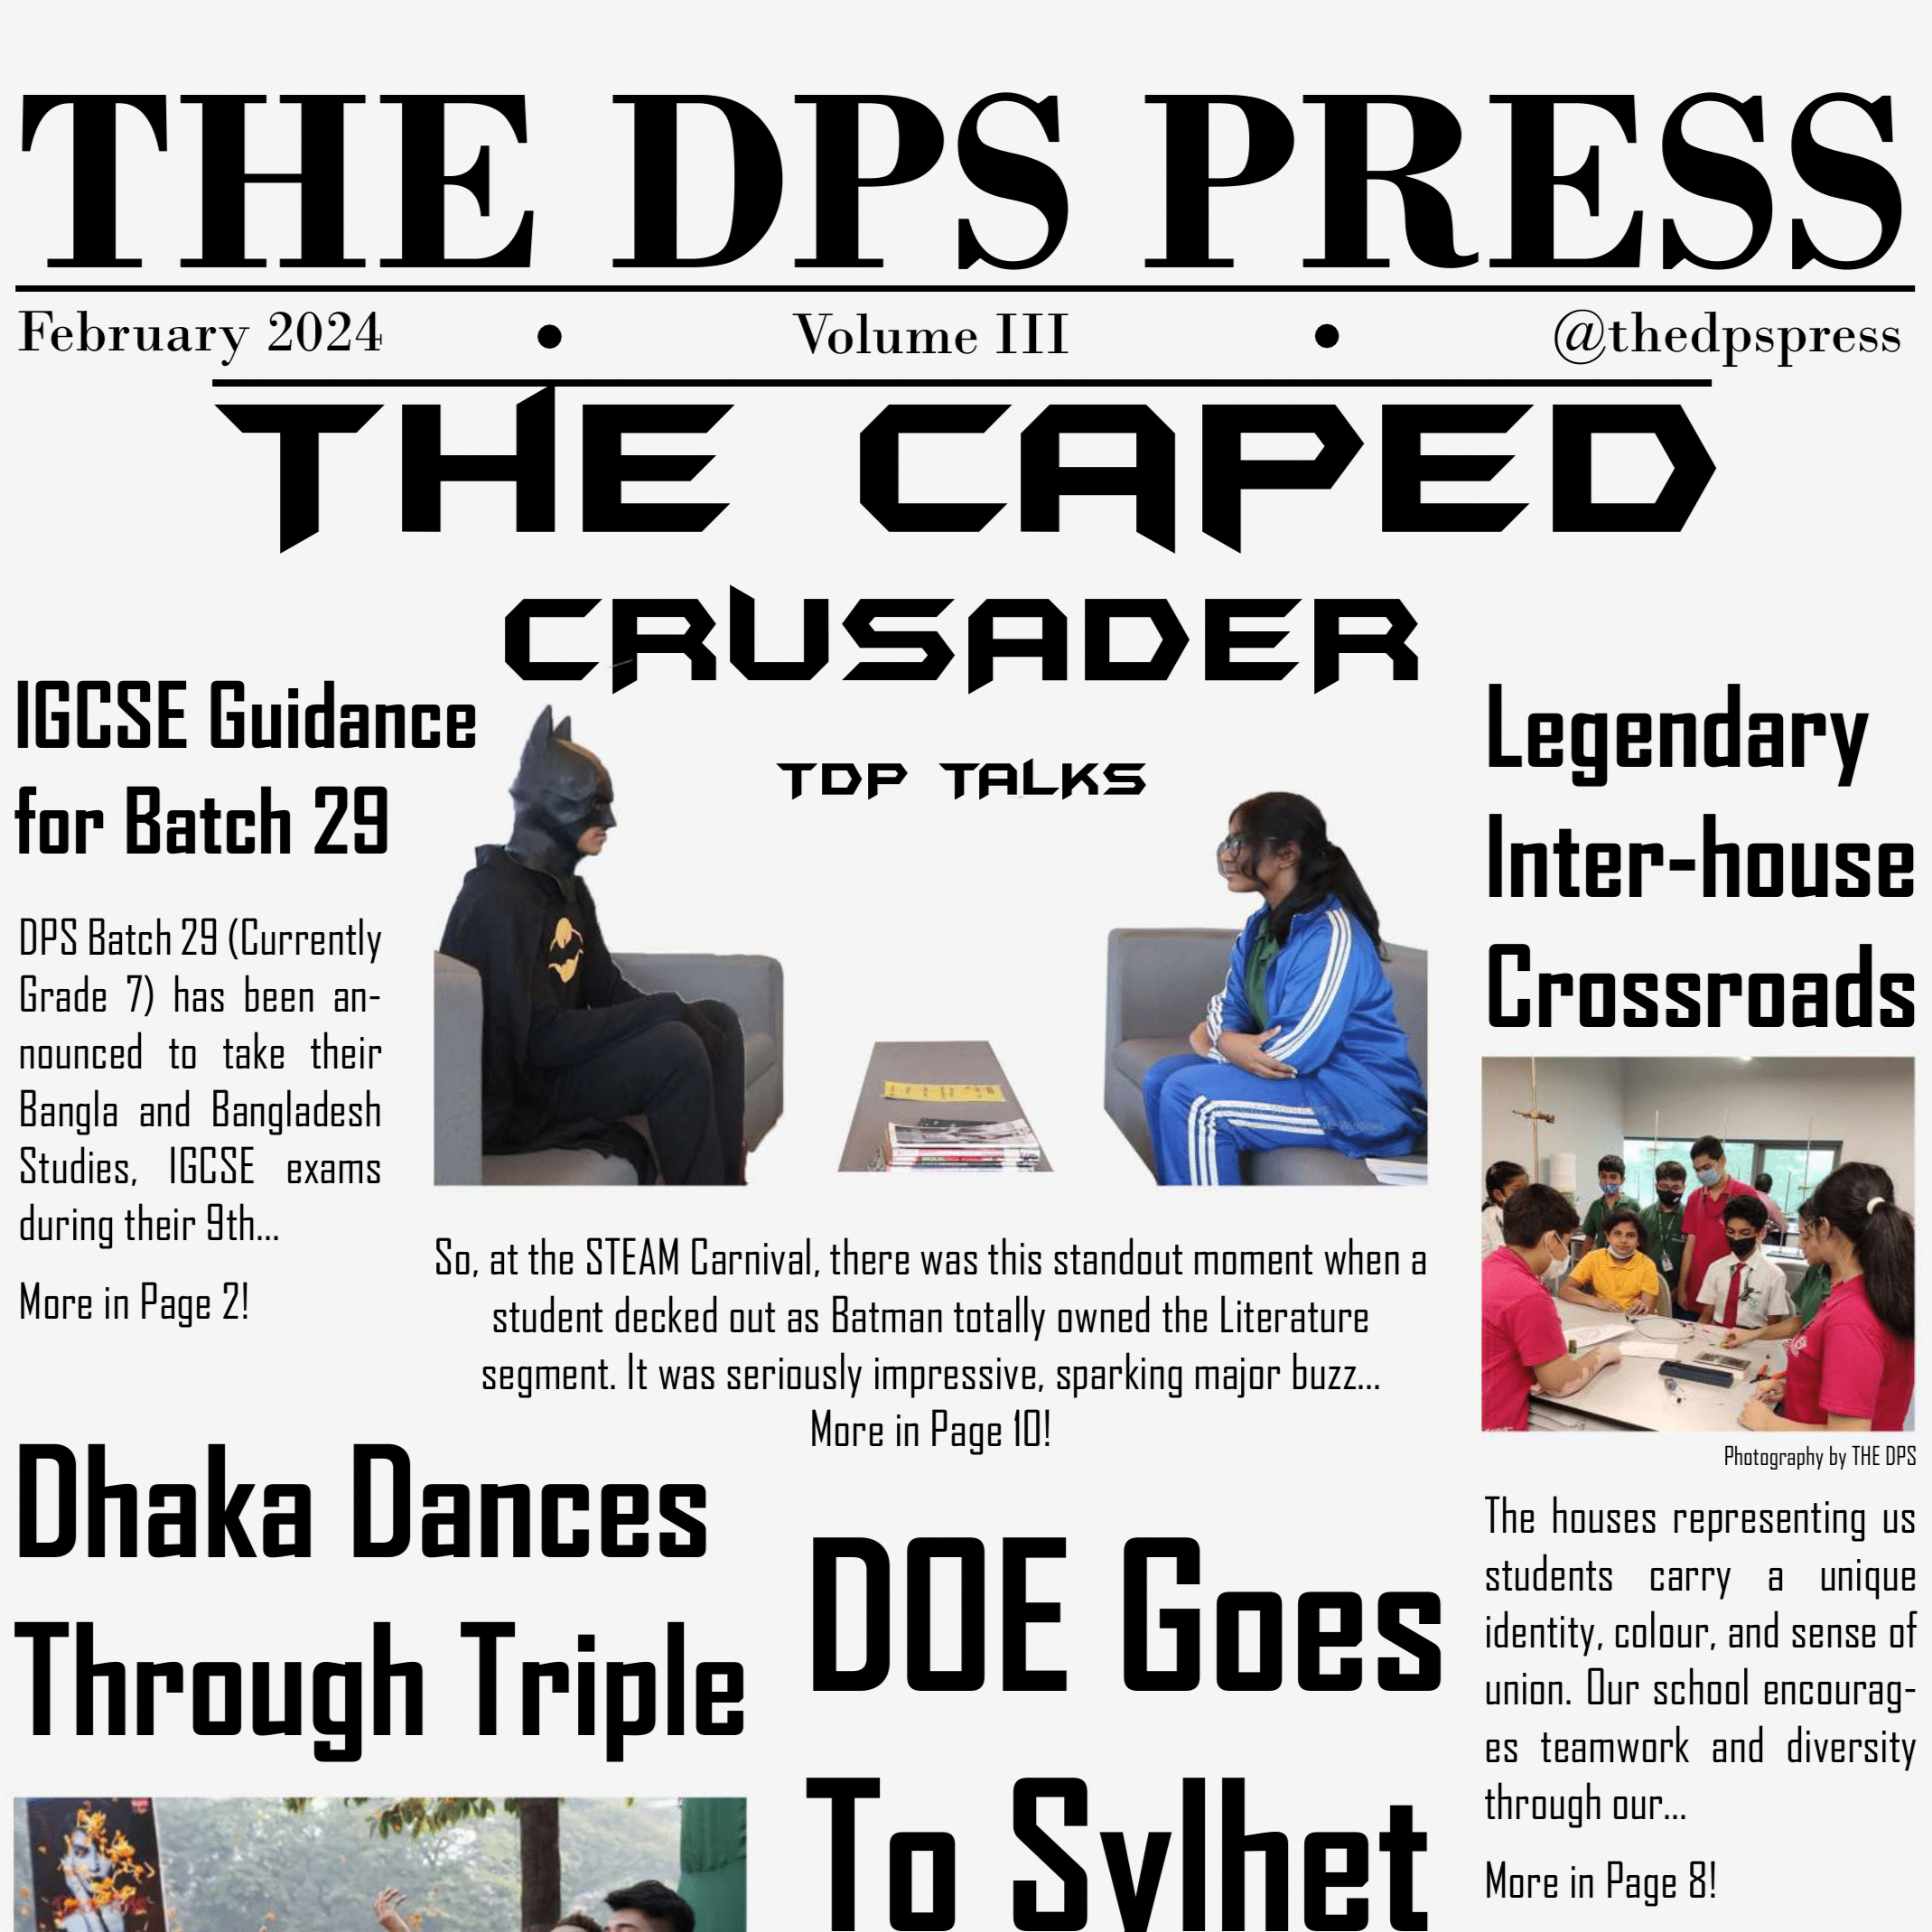 THE DPS PRESS
February 2024 • Volume III • @thedpspress
THE CAPED
CRUSADER
TDP TALKS
IGCSE Guidance
for Batch 29
DPS Batch 29 (Currently
Grade 7) has been an-
nounced to take their
Bangla and Bangladesh
Studies, IGCSE exams
during their 9th...
More in Page 2!
So, at the STEAM Carnival, there was this standout moment when a
student decked out as Batman totally owned the Literature
segment. It was seriously impressive, sparking major buzz...
More in Page 10!
Legendary
Inter-house
Crossroads
Photography by THE DPS
The houses representing us
students carry a unique
identity, colour, and sense of
union. Our school encourag-
es teamwork and diversity
through our...
More in Page 8!
Dhaka Dances
Through Triple
DOE Goes
To Sylhet